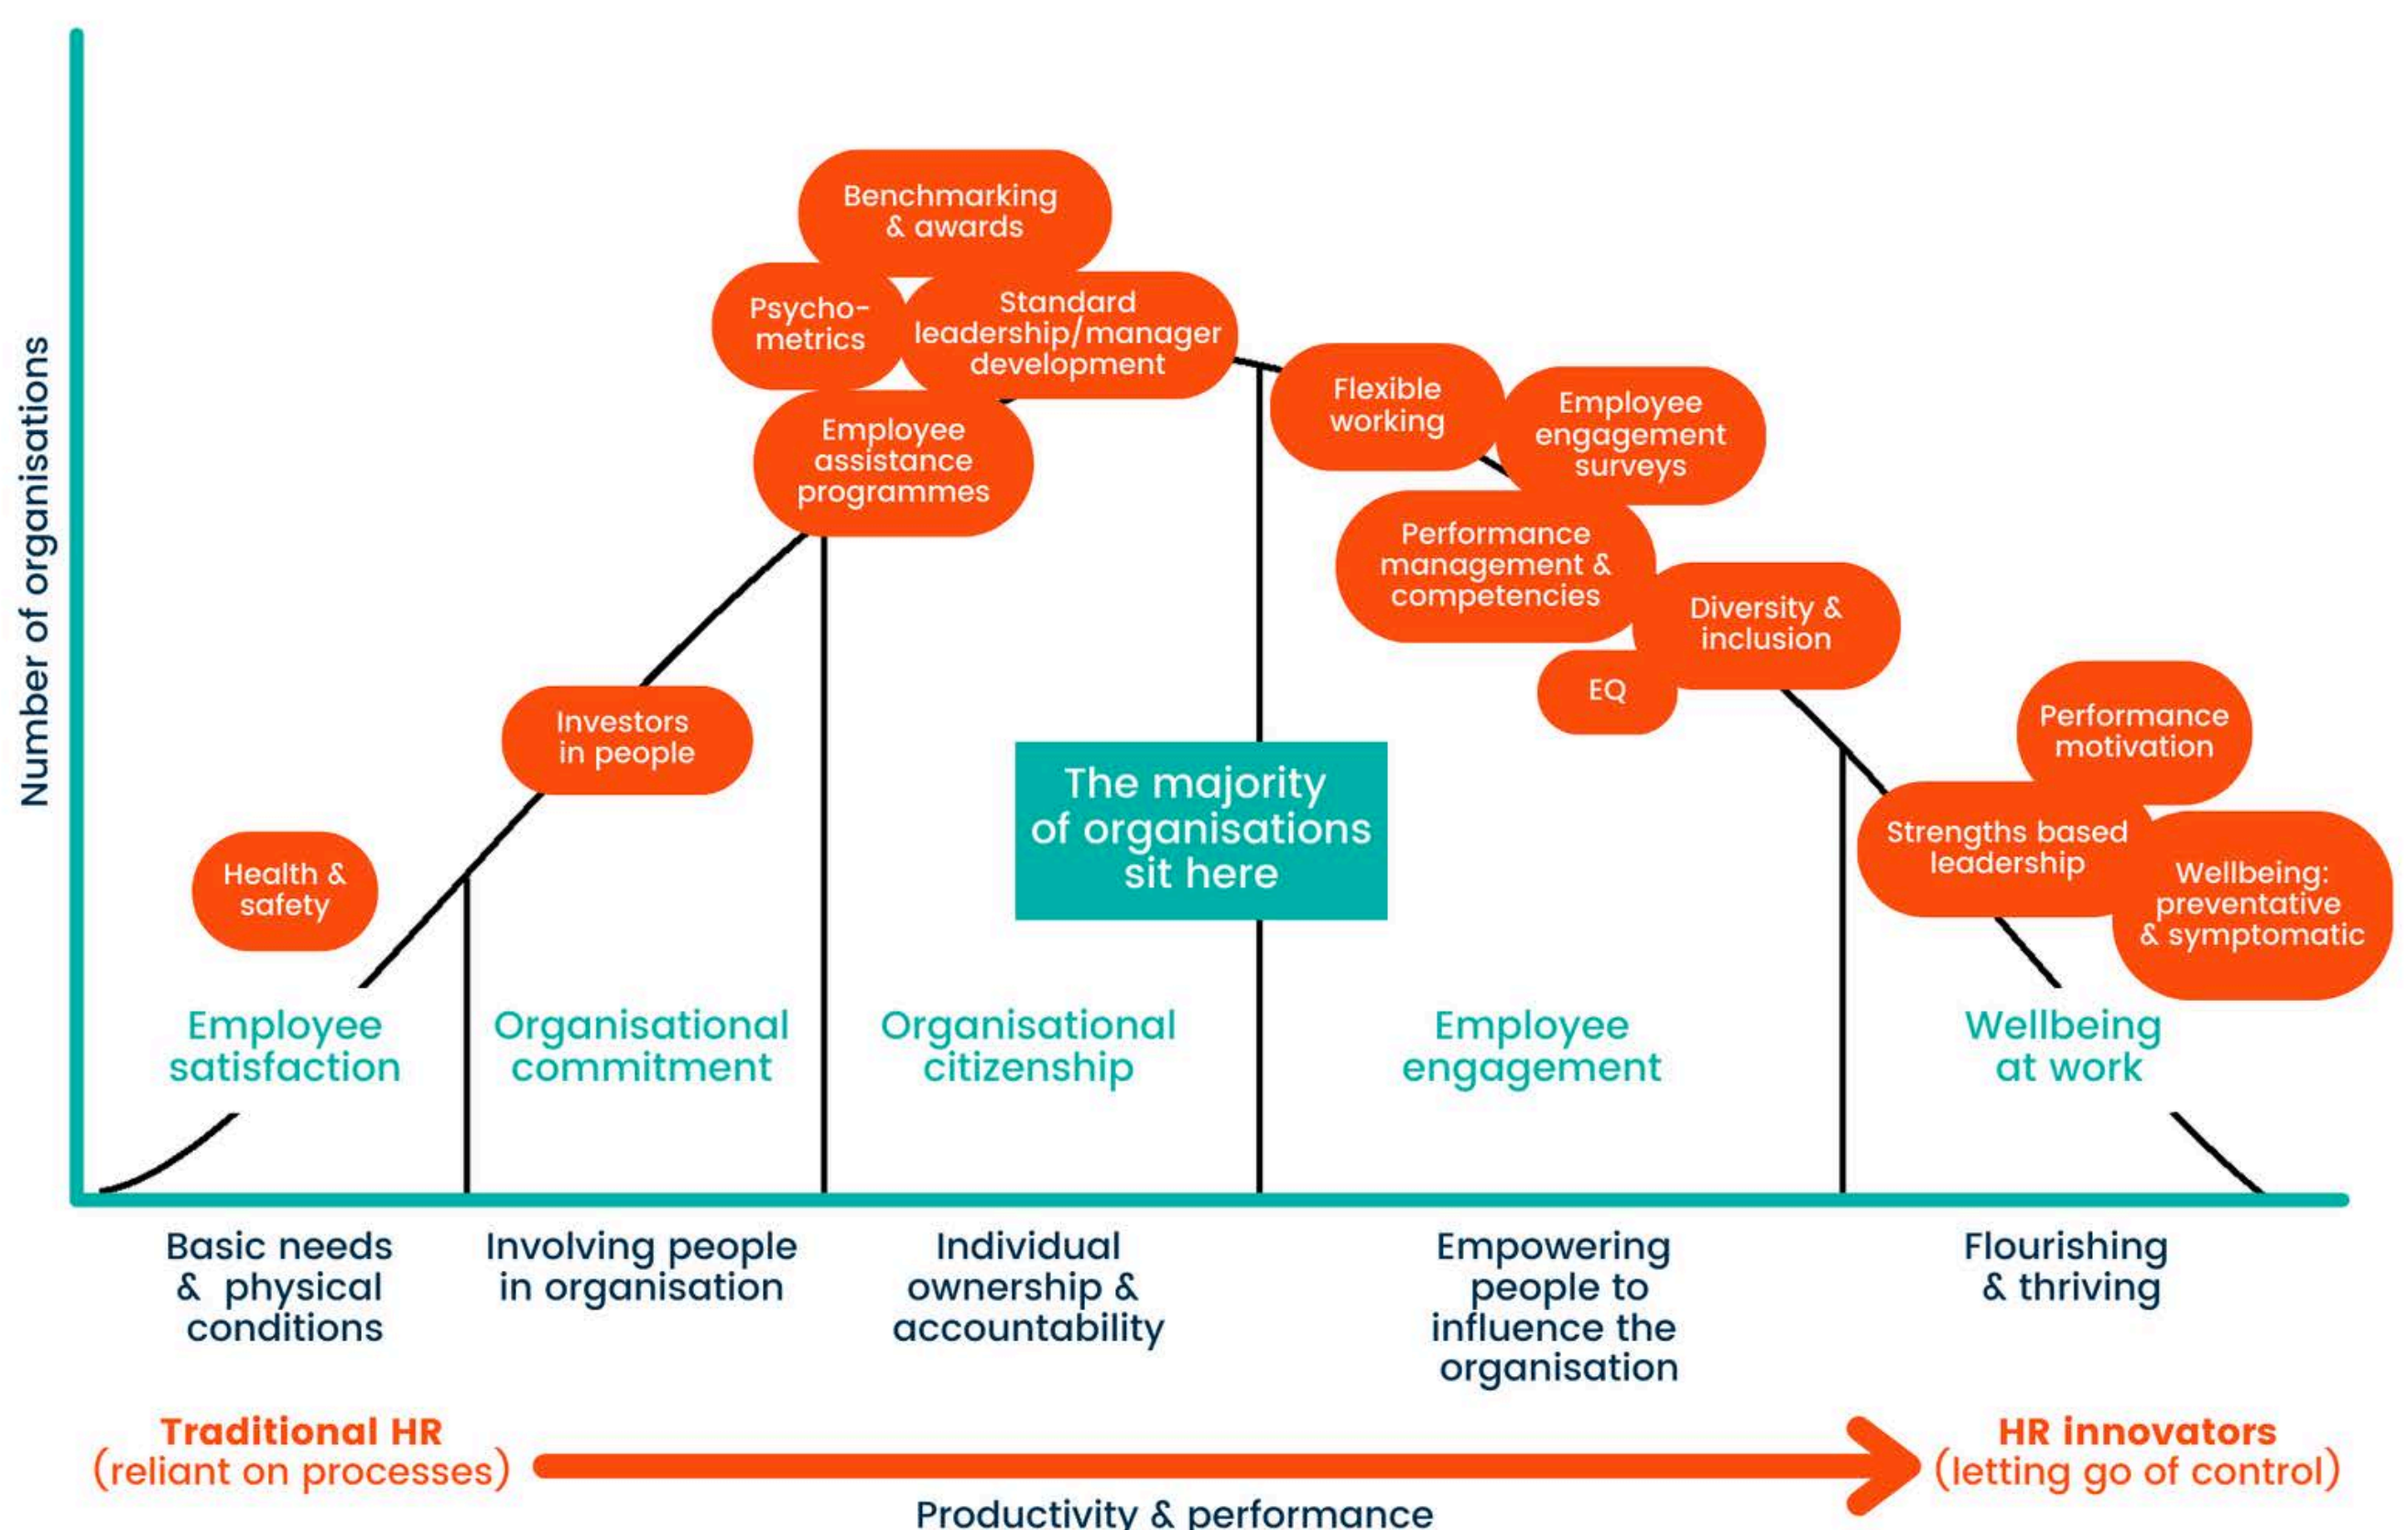 Number of organisations
Benchmarking
& awards
Psycho-
metrics
Standard
leadership/manager
development
Employee
assistance
programmes
Flexible
working
Employee
engagement
surveys
Performance
management &
competencies
Diversity &
inclusion
EQ
Investors
in people
Health &
safety
Performance
motivation
Strengths based
leadership
Wellbeing:
preventative
& symptomatic
The majority
of organisations
sit here
Employee
satisfaction
Organisational
commitment
Organisational
citizenship
Employee
engagement
Wellbeing
at work
Basic needs
& physical
conditions
Involving people
in organisation
Individual
ownership &
accountability
Empowering
people to
influence the
organisation
Flourishing
& thriving
Traditional HR
(reliant on processes)
HR innovators
(letting go of control)
Productivity & performance